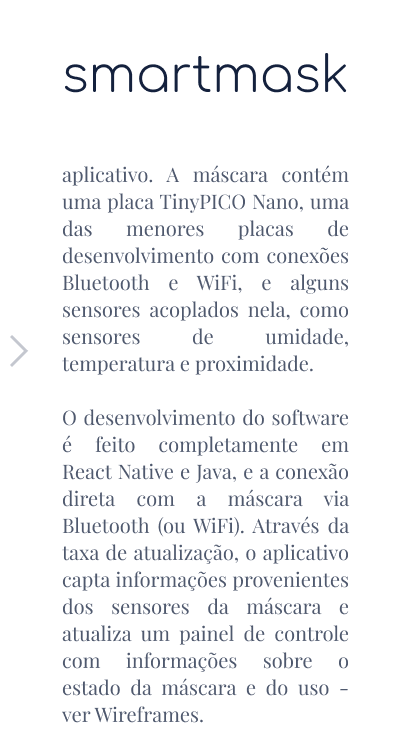 smartmask
aplicativo. A máscara contém
uma placa TinyPICO Nano, uma
das menores placas de
desenvolvimento com conexões
Bluetooth e WiFi, e alguns
sensores acoplados nela, como
sensores de umidade,
temperatura e proximidade.
O desenvolvimento do software
é feito completamente em
React Native e Java, e a conexão
direta com a máscara via
Bluetooth (ou WiFi). Através da
taxa de atualização, o aplicativo
capta informações provenientes
dos sensores da máscara e
atualiza um painel de controle
com informações sobre o
estado da máscara e do uso -
ver Wireframes.